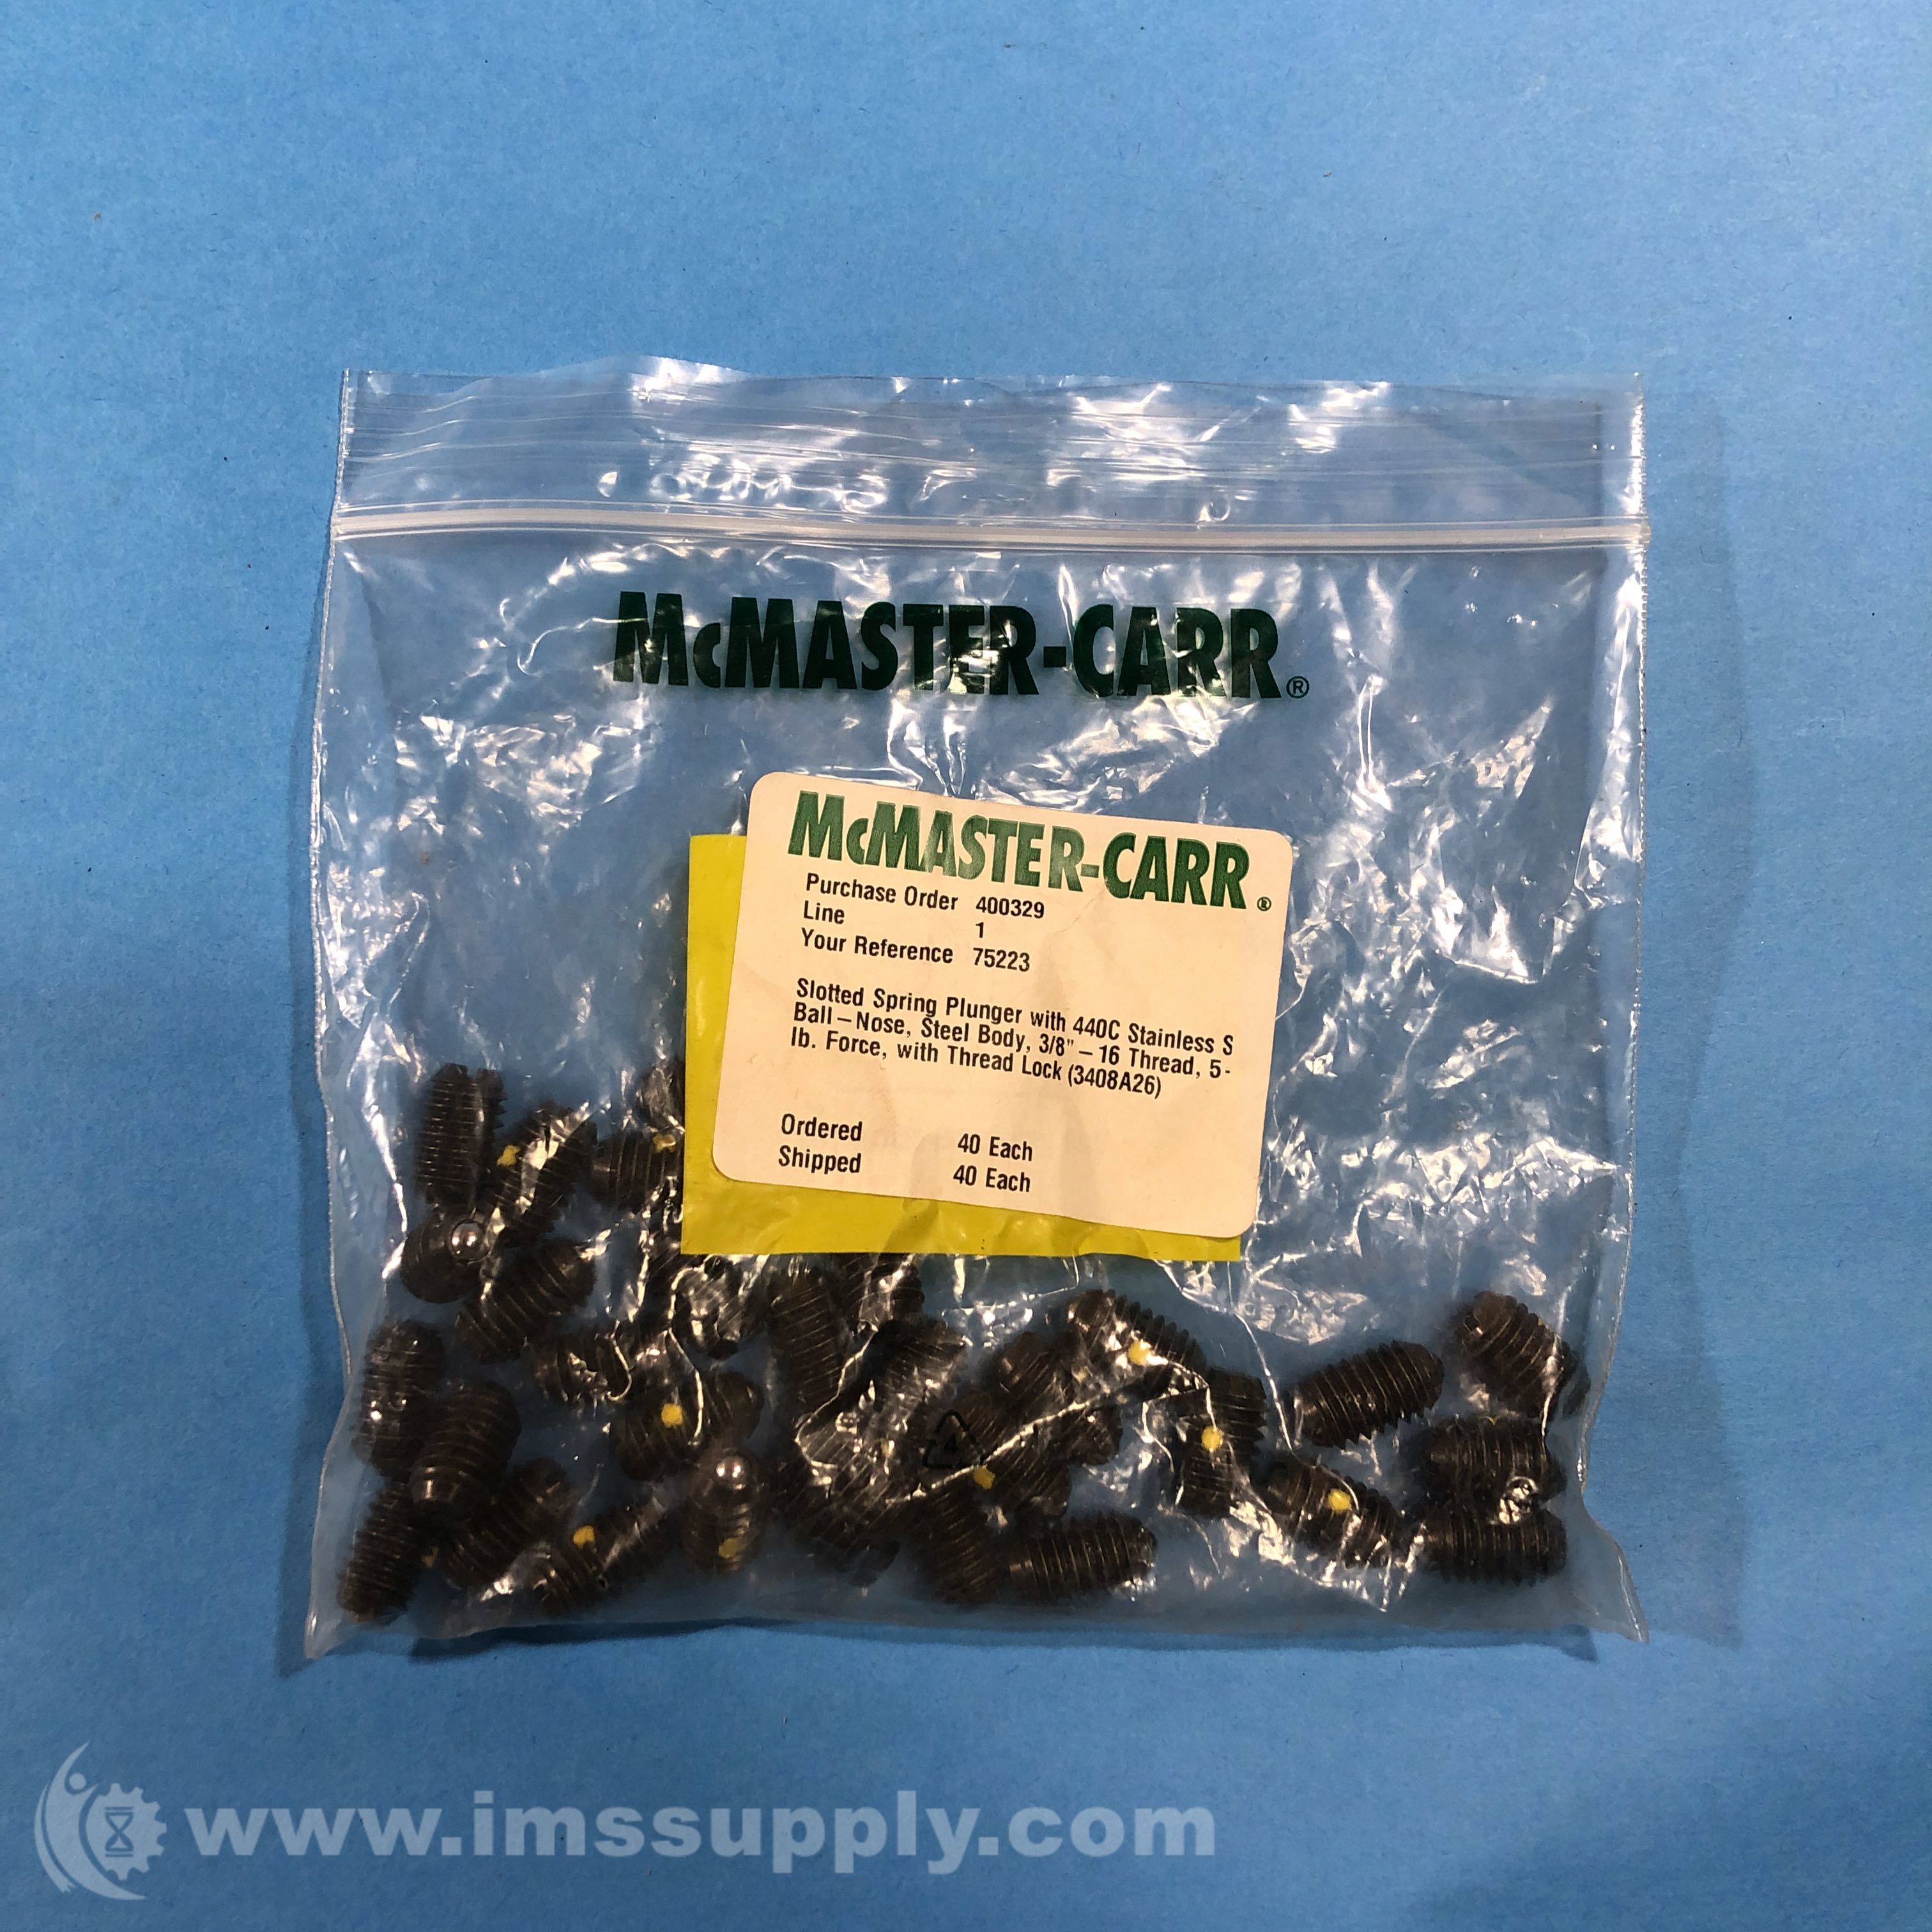 McMASTER-CARR®
McMASTER-CARR®
Purchase Order 400329
Line 1
Your Reference 75223
Slotted Spring Plunger with 440C Stainless S
Ball-Nose, Steel Body, 3/8"-16 Thread, 5-
lb. Force, with Thread Lock (3408A26)
Ordered 40 Each
Shipped 40 Each
4
www.imssupply.com